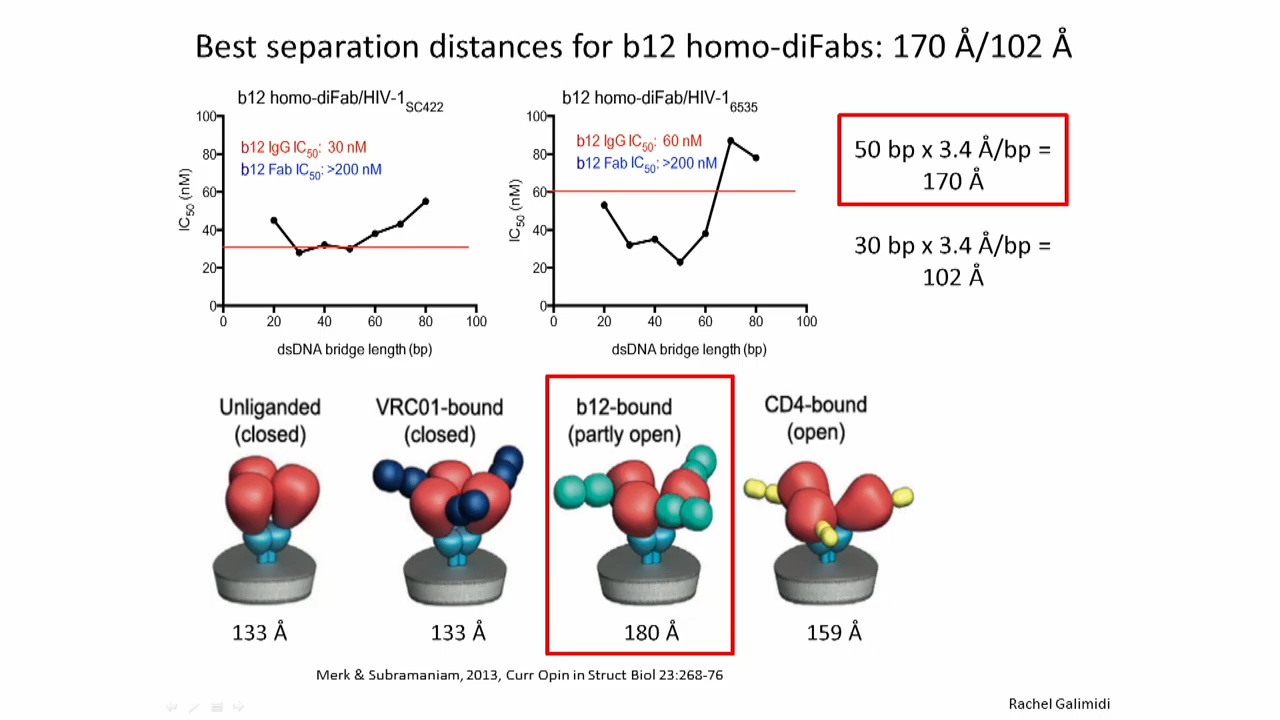 Best separation distances for b12 homo-diFabs: 170 Å/102 Å
b12 homo-diFab/HIV-1SC422
b12 IgG IC50: 30 nM
b12 Fab IC50: >200 nM
IC50 (nM)
100
80
60
40
20
0
0 20 40 60 80 100
dsDNA bridge length (bp)
b12 homo-diFab/HIV-16535
b12 IgG IC50: 60 nM
b12 Fab IC50: >200 nM
IC50 (nM)
100
80
60
40
20
0
0 20 40 60 80 100
dsDNA bridge length (bp)
50 bp x 3.4 Å/bp =
170 Å
30 bp x 3.4 Å/bp =
102 Å
Unliganded
(closed)
133 Å
VRC01-bound
(closed)
133 Å
b12-bound
(partly open)
180 Å
CD4-bound
(open)
159 Å
Merk & Subramaniam, 2013, Curr Opin in Struct Biol 23:268-76
Rachel Galimidi